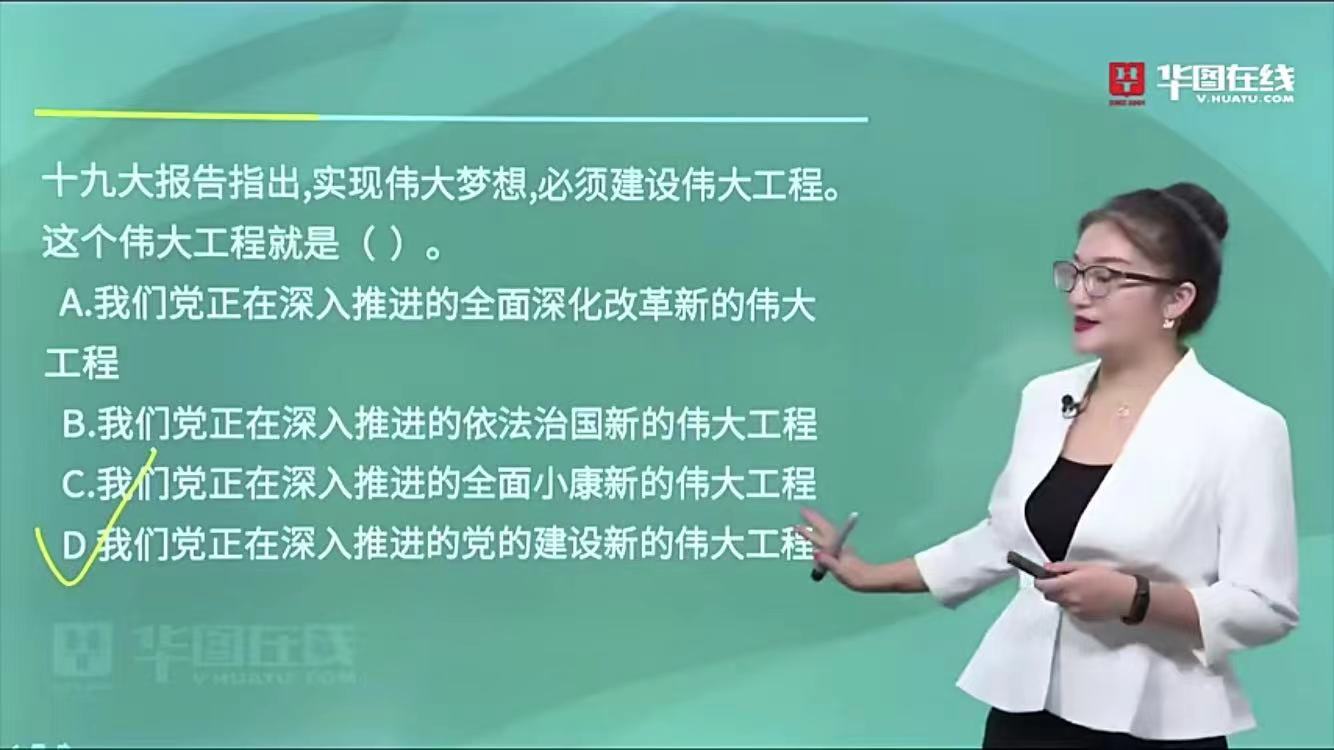 华图在线
V.HUATU.COM
十九大报告指出,实现伟大梦想,必须建设伟大工程。
这个伟大工程就是（ ）。
A.我们党正在深入推进的全面深化改革新的伟大
工程
B.我们党正在深入推进的依法治国新的伟大工程
C.我们党正在深入推进的全面小康新的伟大工程
D 我们党正在深入推进的党的建设新的伟大工程
华图在线
V.HUATU.COM